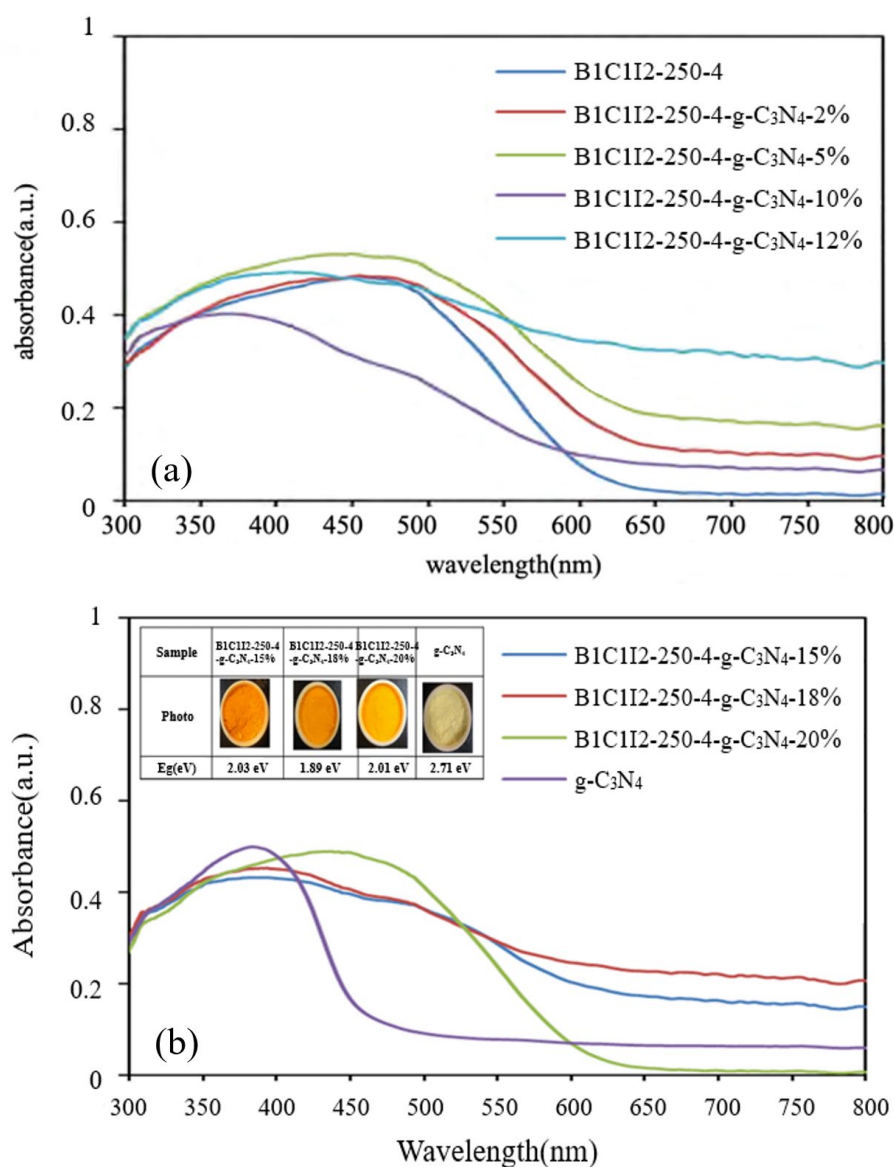 1
0.8
0.6
0.4
0.2
0
absorbance(a.u.)
B1C1I2-250-4
B1C1I2-250-4-g-C₃N₄-2%
B1C1I2-250-4-g-C₃N₄-5%
B1C1I2-250-4-g-C₃N₄-10%
B1C1I2-250-4-g-C₃N₄-12%
(a)
300 350 400 450 500 550 600 650 700 750 800
wavelength(nm)
1
0.8
0.6
0.4
0.2
0
Absorbance(a.u.)
Sample B1C1I2-250-4 B1C1I2-250-4 B1C1I2-250-4 g-C₃N₄
-g-C₃N₄-15% -g-C₃N₄-18% -g-C₃N₄-20%
Photo
Eg(eV) 2.03 eV 1.89 eV 2.01 eV 2.71 eV
B1C1I2-250-4-g-C₃N₄-15%
B1C1I2-250-4-g-C₃N₄-18%
B1C1I2-250-4-g-C₃N₄-20%
g-C₃N₄
(b)
300 350 400 450 500 550 600 650 700 750 800
Wavelength(nm)